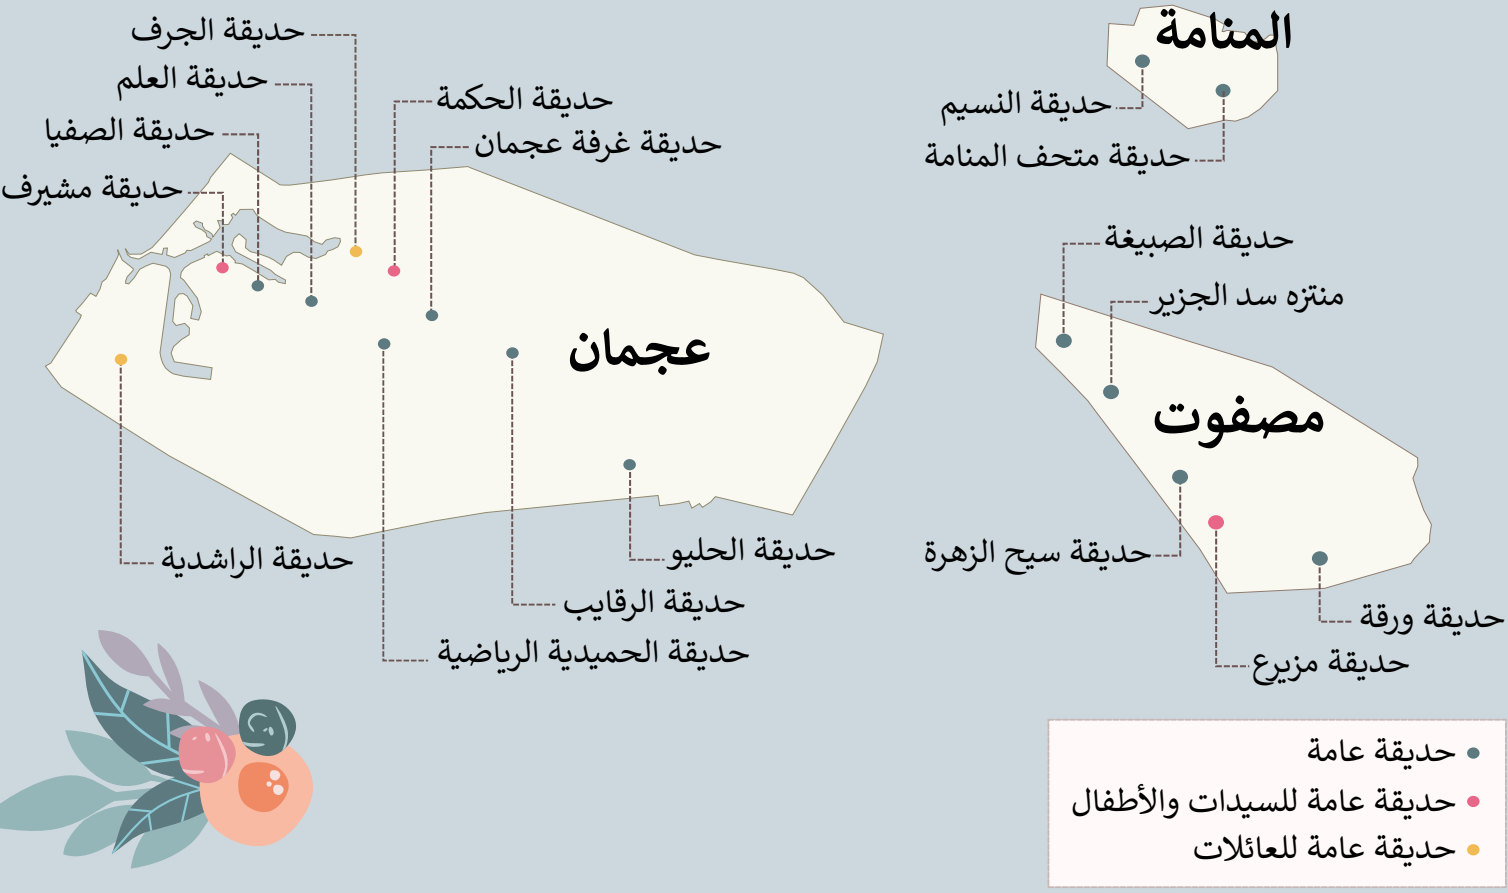 المنامة
حديقة النسيم
حديقة متحف المنامة
حديقة الجرف
حديقة العلم
حديقة الصفيا
حديقة مشيرف
حديقة الحكمة
حديقة غرفة عجمان
عجمان
حديقة الراشدية
حديقة الحليو
حديقة الرقايب
حديقة الحميدية الرياضية
حديقة الصبيغة
منتزه سد الجزير
مصفوت
حديقة سيح الزهرة
حديقة ورقة
حديقة مزيرع
حديقة عامة
حديقة عامة للسيدات والأطفال
حديقة عامة للعائلات